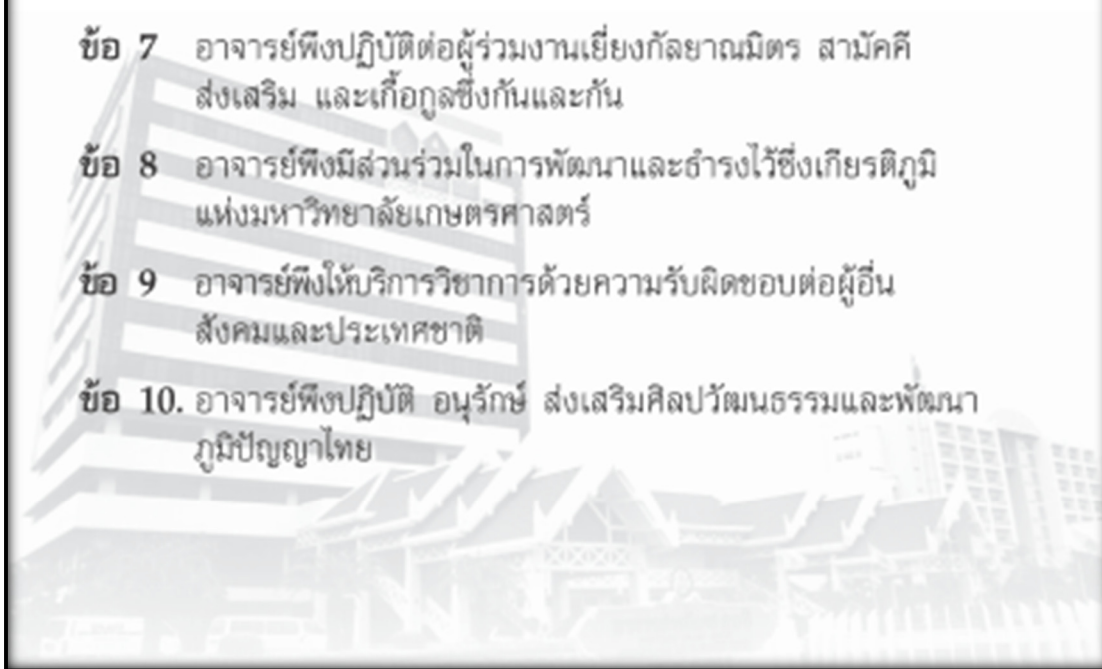 ข้อ 7 อาจารย์พึงปฏิบัติต่อผู้ร่วมงานเยี่ยงกัลยาณมิตร สามัคคี
ส่งเสริม และเกื้อกูลซึ่งกันและกัน
ข้อ 8 อาจารย์พึงมีส่วนร่วมในการพัฒนาและธำรงไว้ซึ่งเกียรติภูมิ
แห่งมหาวิทยาลัยเกษตรศาสตร์
ข้อ 9 อาจารย์พึงให้บริการวิชาการด้วยความรับผิดชอบต่อผู้อื่น
สังคมและประเทศชาติ
ข้อ 10. อาจารย์พึงปฏิบัติ อนุรักษ์ ส่งเสริมศิลปวัฒนธรรมและพัฒนา
ภูมิปัญญาไทย